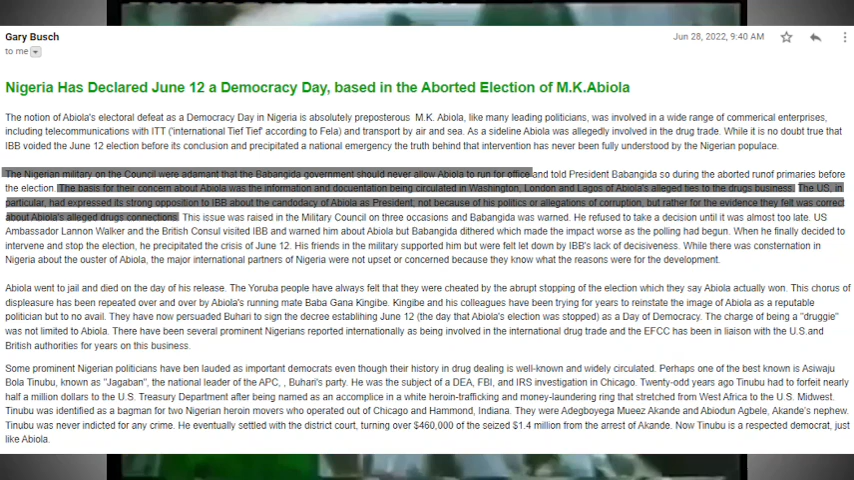 Gary Busch
Jun 28, 2022, 9:40 AM
to me
Nigeria Has Declared June 12 a Democracy Day, based in the Aborted Election of M.K.Abiola
The notion of Abiola's electoral defeat as a Democracy Day in Nigeria is absolutely preposterous  M.K. Abiola, like many leading politicians, was involved in a wide range of comerical enterprises,
including telecommunications with ITT ('international Tief Tief' according to Fela) and transport by air and sea. As a sideline Abiola was allegedly involved in the drug trade. While it is no doubt true that
IBB voided the June 12 election before its conclusion and precipitated a national emergency the truth behind that intervention has never been fully understood by the Nigerian populace.
The Nigerian military on the Council were adamant that the Babangida government should never allow Abiola to run for office and told President Babangida so during the aborted runof primaries before
the election. The basis for their concern about Abiola was the information and docuentation being circulated in Washington, London and Lagos of Abiola's alleged ties to the drugs business. The US, in
particular, had expressed its strong opposition to IBB about the candodacy of Abiola as President, not because of his politics or allegations of corruption, but rather for the evidence they felt was correct
about Abiola's alleged drugs connections. This issue was raised in the Military Council on three occasions and Babangida was warned. He refused to take a decision until it was almost too late. US
Ambassador Lannon Walker and the British Consul visited IBB and warned him about Abiola but Babangida dithered which made the impact worse as the polling had begun. When he finally decided to
intervene and stop the election, he precipitated the crisis of June 12. His friends in the military supported him but were felt let down by IBB's lack of decisiveness. While there was consternation in
Nigeria about the ouster of Abiola, the major international partners of Nigeria were not upset or concerned because they know what the reasons were for the development.
Abiola went to jail and died on the day of his release. The Yoruba people have always felt that they were cheated by the abrupt stopping of the election which they say Abiola actually won. This chorus of
displeasure has been repeated over and over by Abiola's running mate Baba Gana Kingibe. Kingibe and his colleagues have been trying for years to reinstate the image of Abiola as a reputable
politician but to no avail. They have now persuaded Buhari to sign the decree establishing June 12 (the day that Abiola's election was stopped) as a Day of Democracy. The charge of being a "druggie"
was not limited to Abiola. There have been several prominent Nigerians reported internationally as being involved in the international drug trade and the EFCC has been in liaison with the U.S.and
British authorities for years on this business.
Some prominent Nigerian politicians have ben lauded as important democrats even though their history in drug dealing is well-known and widely circulated. Perhaps one of the best known is Asiwaju
Bola Tinubu, known as "Jagaban", the national leader of the APC, , Buhari's party. He was the subject of a DEA, FBI, and IRS investigation in Chicago. Twenty-odd years ago Tinubu had to forfeit nearly
half a million dollars to the U.S. Treasury Department after being named as an accomplice in a white heroin-trafficking and money-laundering ring that stretched from West Africa to the U.S. Midwest.
Tinubu was identified as a bagman for two Nigerian heroin movers who operated out of Chicago and Hammond, Indiana. They were Adegboyega Mueez Akande and Abiodun Agbele, Akande's nephew.
Tinubu was never indicted for any crime. He eventually settled with the district court, turning over $460,000 of the seized $1.4 million from the arrest of Akande. Now Tinubu is a respected democrat, just
like Abiola.